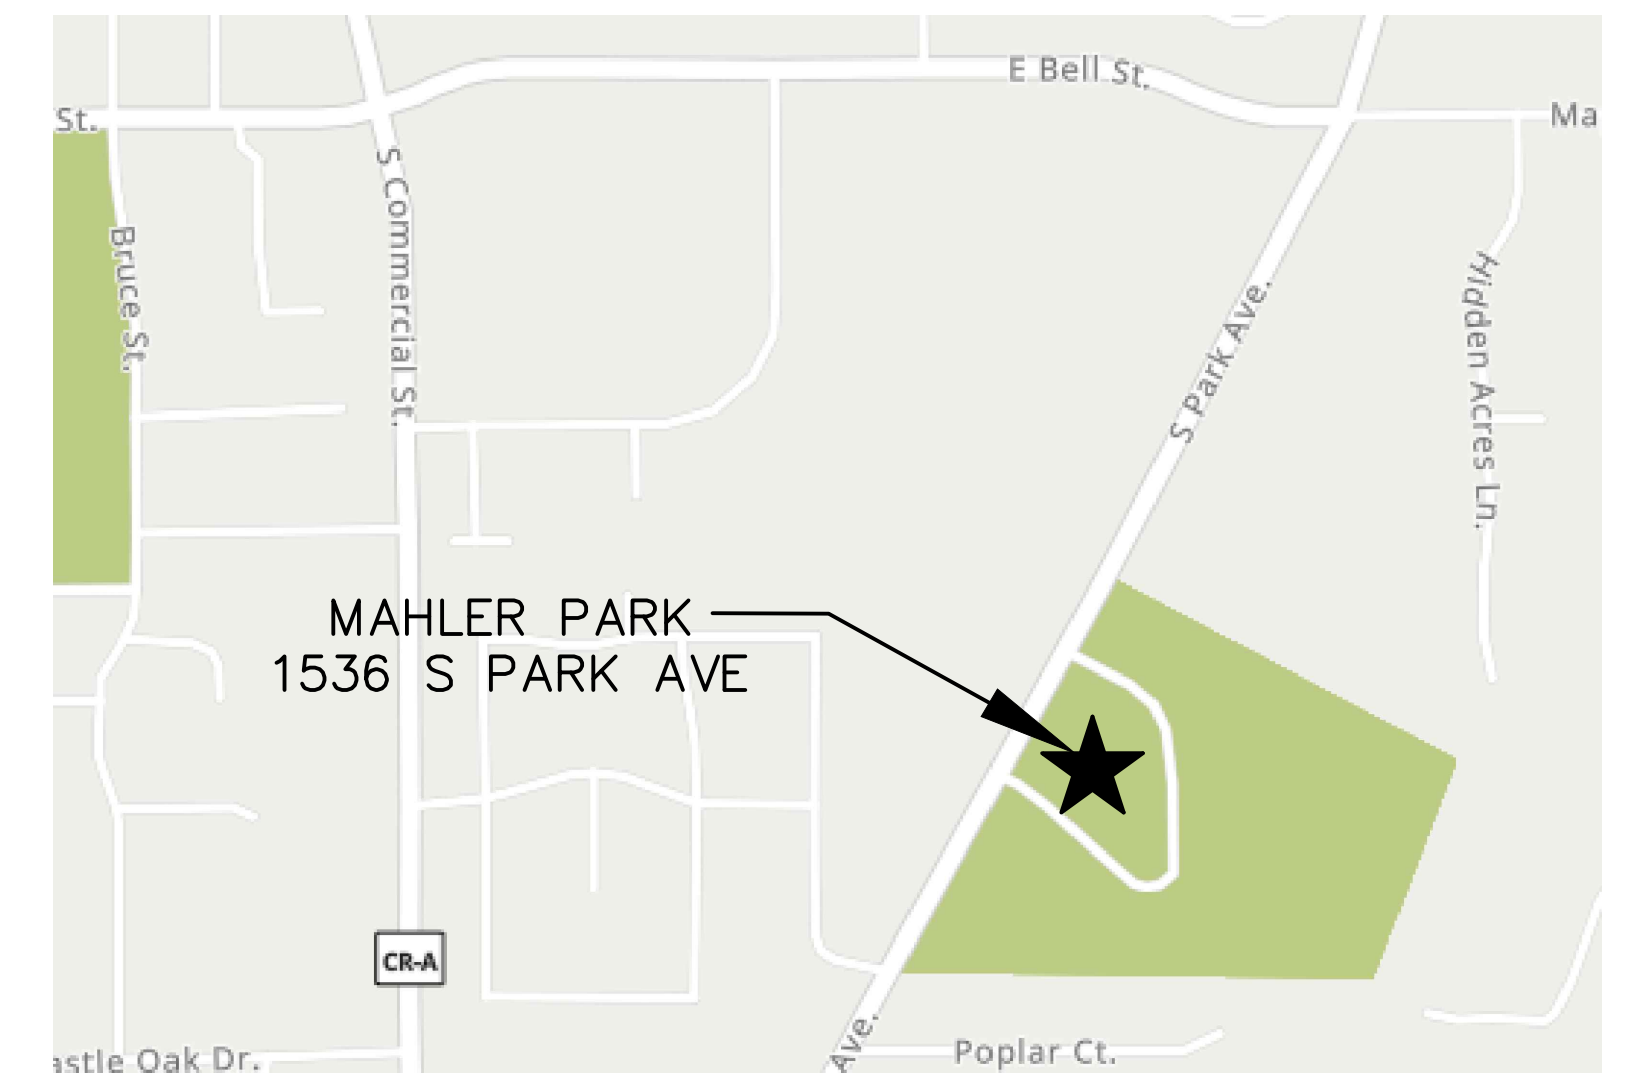 E Bell St.
St.
Ma
S Commercial St.
Bruce St.
Hidden Acres Ln.
S Park Ave.
MAHLER PARK
1536 S PARK AVE
CR-A
Ave.
astle Oak Dr.
Poplar Ct.